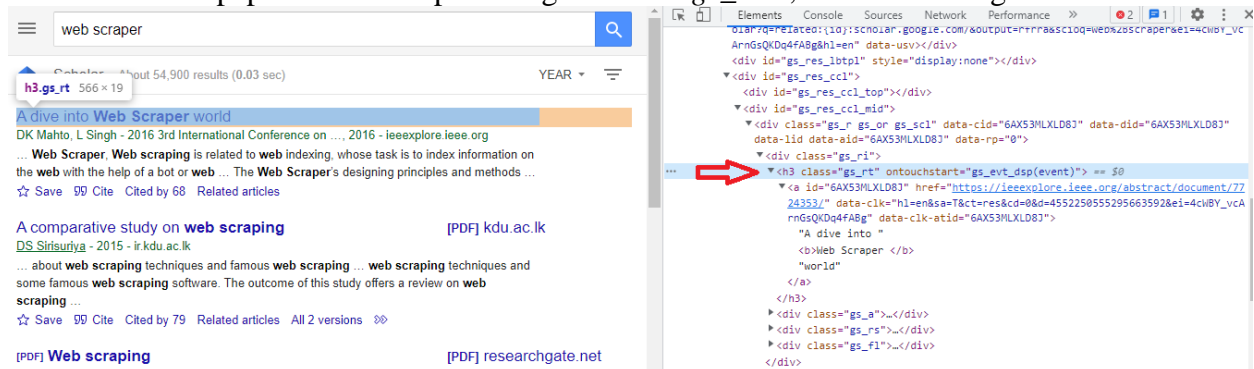 web scraper
Scholar About 54,900 results (0.03 sec)
YEAR
h3.gs_rt 566 × 19
A dive into Web Scraper world
DK Mahto, L Singh - 2016 3rd International Conference on …, 2016 - ieeexplore.ieee.org
… Web Scraper, Web scraping is related to web indexing, whose task is to index information on
the web with the help of a bot or web … The Web Scraper's designing principles and methods …
Save Cite Cited by 68 Related articles
A comparative study on web scraping
[PDF] kdu.ac.lk
DS Sirisuriya - 2015 - ir.kdu.ac.lk
… about web scraping techniques and famous web scraping … web scraping techniques and
some famous web scraping software. The outcome of this study offers a review on web
scraping …
Save Cite Cited by 79 Related articles All 2 versions
[PDF] Web scraping
[PDF] researchgate.net
Elements Console Sources Network Performance » 2 1
ArnGsQKDq4fABg&hl=en" data-usv></div>
<div id="gs_res_lbtpl" style="display:none"></div>
▼<div id="gs_res_ccl">
<div id="gs_res_ccl_top"></div>
▼<div id="gs_res_ccl_mid">
▼<div class="gs_r gs_or gs_scl" data-cid="6AX53MLXLD8J" data-did="6AX53MLXLD8J"
data-lid data-aid="6AX53MLXLD8J" data-rp="0">
▼<div class="gs_ri">
… ▼<h3 class="gs_rt" ontouchstart="gs_evt_dsp(event)"> == $0
▼<a id="6AX53MLXLD8J" href="https://ieeexplore.ieee.org/abstract/document/77
24353/" data-clk="hl=en&sa=T&ct=res&cd=0&d=4552250555295663592&ei=4cWBY_vcA
rnGsQKDq4fABg" data-clk-atid="6AX53MLXLD8J">
"A dive into "
<b>Web Scraper </b>
"world"
</a>
</h3>
▶<div class="gs_a">…</div>
▶<div class="gs_rs">…</div>
▶<div class="gs_fl">…</div>
</div>